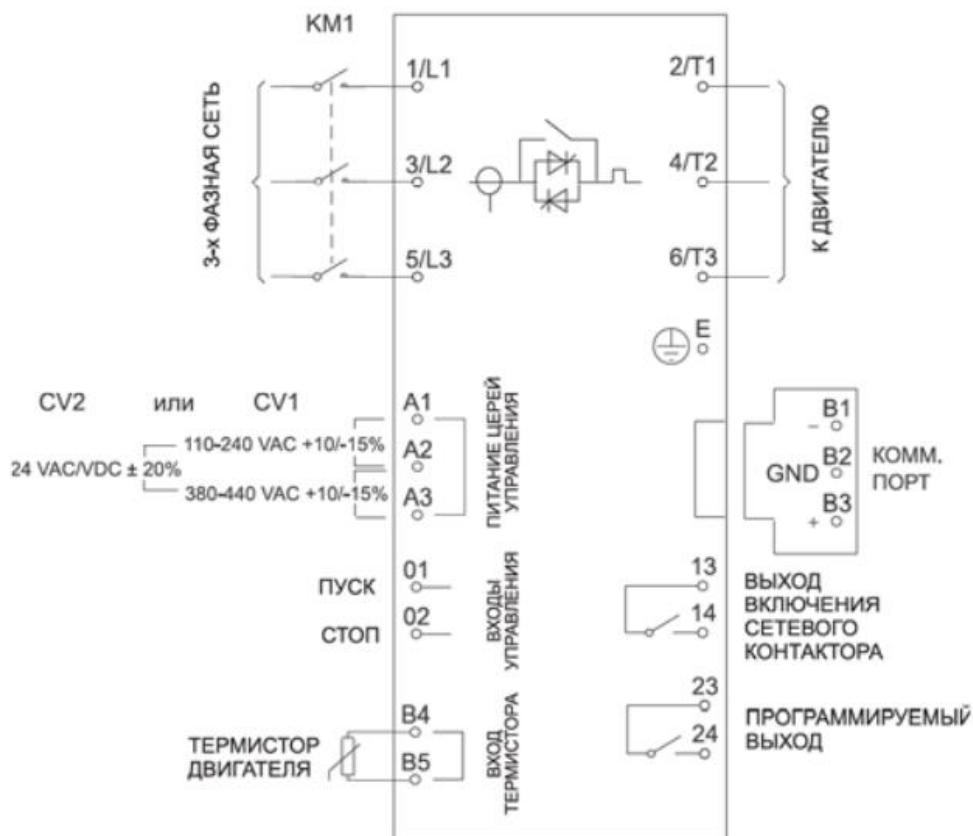 KM1
3-х ФАЗНАЯ СЕТЬ
1/L1
3/L2
5/L3
2/T1
4/T2
6/T3
К ДВИГАТЕЛЮ
E
CV2 или CV1
110-240 VAC +10/-15%
24 VAC/VDC ± 20%
380-440 VAC +10/-15%
A1
A2
A3
ПИТАНИЕ ЦЕРЕЙ
УПРАВЛЕНИЯ
- B1
GND B2
+ B3
КОММ.
ПОРТ
ПУСК
01
СТОП
02
ВХОДЫ
УПРАВЛЕНИЯ
13
14
ВЫХОД
ВКЛЮЧЕНИЯ
СЕТЕВОГО
КОНТАКТОРА
ТЕРМИСТОР
ДВИГАТЕЛЯ
B4
B5
ВХОД
ТЕРМИСТОРА
23
24
ПРОГРАММИРУЕМЫЙ
ВЫХОД